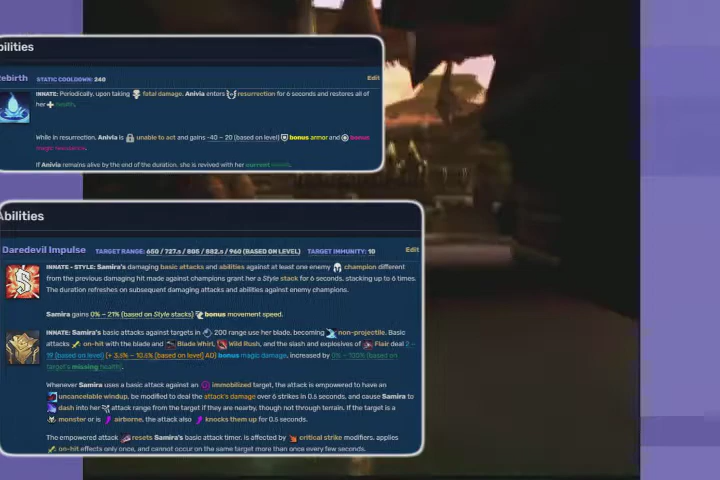 bilities
Rebirth STATIC COOLDOWN: 240 Edit
INNATE: Periodically, upon taking fatal damage, Anivia enters resurrection for 6 seconds and restores all of
her health.
While in resurrection, Anivia is unable to act and gains -40 – 20 (based on level) bonus armor and bonus
magic resistance.
If Anivia remains alive by the end of the duration, she is revived with her current health.
Abilities
Daredevil Impulse TARGET RANGE: 650 / 727.5 / 805 / 882.5 / 960 (BASED ON LEVEL) TARGET IMMUNITY: 10 Edit
INNATE - STYLE: Samira's damaging basic attacks and abilities against at least one enemy champion different
from the previous damaging hit made against champions grant her a Style stack for 6 seconds, stacking up to 6 times.
The duration refreshes on subsequent damaging attacks and abilities against enemy champions.
Samira gains 0% – 21% (based on Style stacks) bonus movement speed.
INNATE: Samira's basic attacks against targets in 200 range use her blade, becoming non-projectile. Basic
attacks on-hit with the blade and Blade Whirl, Wild Rush, and the slash and explosives of Flair deal 2 –
19 (based on level) (+ 3.5% – 10.5% (based on level) AD) bonus magic damage, increased by 0% – 100% (based on
target's missing health).
Whenever Samira uses a basic attack against an immobilized target, the attack is empowered to have an
uncancelable windup, be modified to deal the attack's damage over 6 strikes in 0.5 seconds, and cause Samira to
dash into her attack range from the target if they are nearby, though not through terrain. If the target is a
monster or is airborne, the attack also knocks them up for 0.5 seconds.
The empowered attack resets Samira's basic attack timer, is affected by critical strike modifiers, applies
on-hit effects only once, and cannot occur on the same target more than once every few seconds.